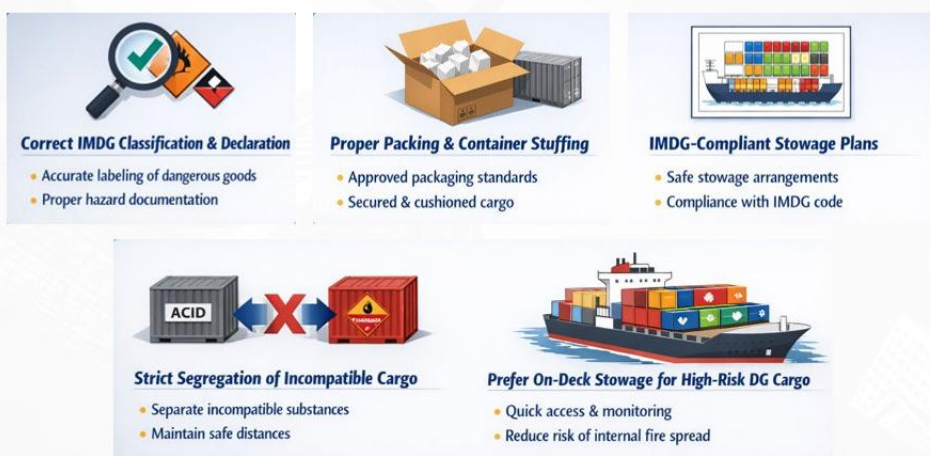 Correct IMDG Classification & Declaration
Accurate labeling of dangerous goods
Proper hazard documentation
Proper Packing & Container Stuffing
Approved packaging standards
Secured & cushioned cargo
IMDG-Compliant Stowage Plans
Safe stowage arrangements
Compliance with IMDG code
ACID
Strict Segregation of Incompatible Cargo
Separate incompatible substances
Maintain safe distances
Prefer On-Deck Stowage for High-Risk DG Cargo
Quick access & monitoring
Reduce risk of internal fire spread